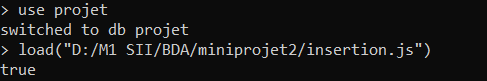 > use projet
switched to db projet
> load("D:/M1 SII/BDA/miniprojet2/insertion.js")
true